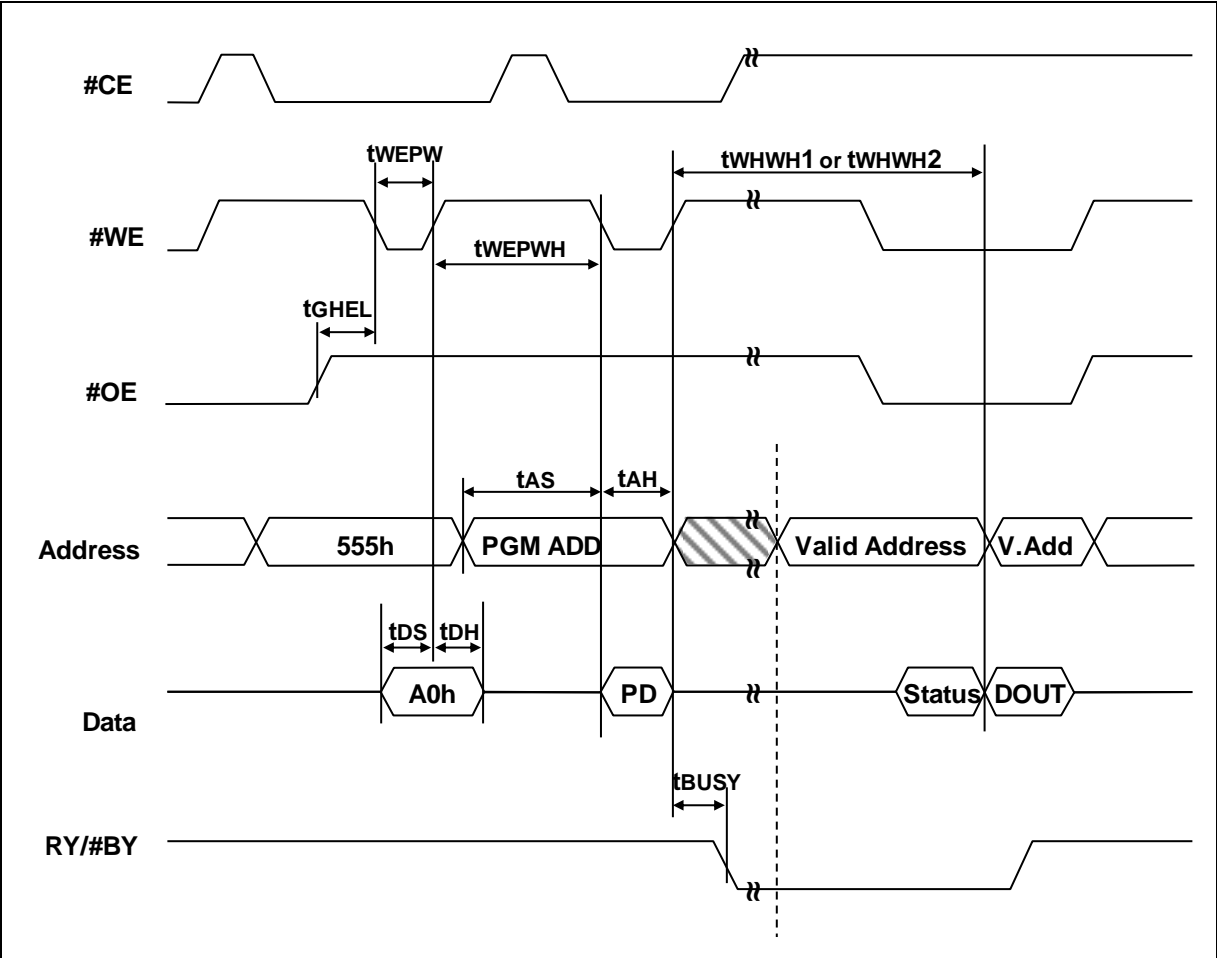 #CE
tWEPW
tWHWH1 or tWHWH2
#WE
tWEPWH
tGHEL
#OE
tAS
tAH
Address
555h
PGM ADD
Valid Address
V.Add
tDS
tDH
A0h
PD
Status
DOUT
Data
tBUSY
RY/#BY